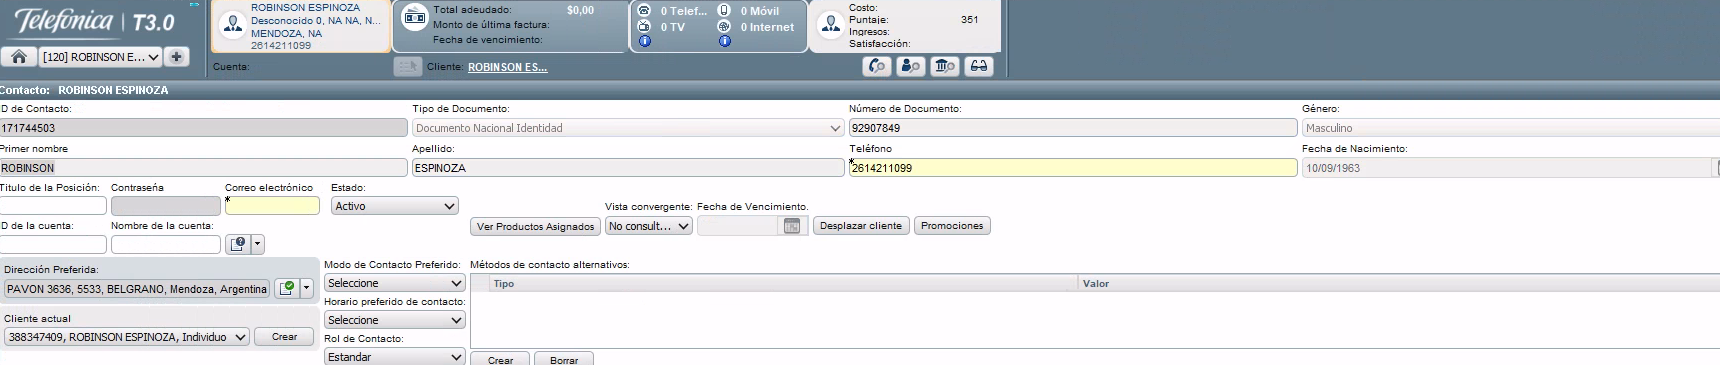 Telefónica | T3.0
ROBINSON ESPINOZA
Desconocido 0, NA NA, N...
MENDOZA, NA
2614211099
Total adeudado: $0,00
Monto de última factura:
Fecha de vencimiento:
0 Telef... 0 Móvil
0 TV 0 Internet
Costo:
Puntaje: 351
Ingresos:
Satisfacción:
[120] ROBINSON E...
Cuenta:
Cliente: ROBINSON ES...
Contacto: ROBINSON ESPINOZA
ID de Contacto: Tipo de Documento: Número de Documento: Género:
171744503 Documento Nacional Identidad 92907849 Masculino
Primer nombre Apellido: Teléfono Fecha de Nacimiento:
ROBINSON ESPINOZA *2614211099 10/09/1963
Titulo de la Posición: Contraseña Correo electrónico Estado:
* Activo
Vista convergente: Fecha de Vencimiento.
Ver Productos Asignados No consult... Desplazar cliente Promociones
ID de la cuenta: Nombre de la cuenta:
Dirección Preferida:
PAVON 3636, 5533, BELGRANO, Mendoza, Argentina
Cliente actual
388347409, ROBINSON ESPINOZA, Individuo Crear
Modo de Contacto Preferido:
Seleccione
Horario preferido de contacto:
Seleccione
Rol de Contacto:
Estandar
Métodos de contacto alternativos:
Tipo Valor
Crear Borrar